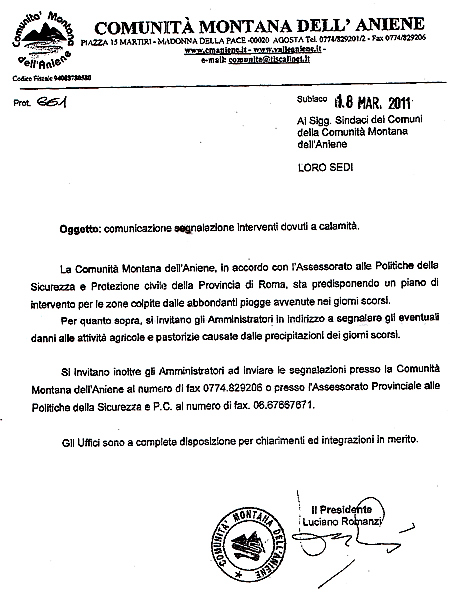 Comunita' Montana
dell'Aniene
COMUNITÀ MONTANA DELL' ANIENE
PIAZZA 15 MARTIRI - MADONNA DELLA PACE -00020 AGOSTA Tel. 0774/829201/2 - Fax 0774/829206
www.cmaniene.it - www.valleaniene.it -
e-mail: comunita@tiscalinet.it
Codice Fiscale
Prot. 661
Subiaco 18 MAR. 2011
Ai Sigg. Sindaci dei Comuni
della Comunità Montana
dell'Aniene
LORO SEDI
Oggetto: comunicazione segnalazione interventi dovuti a calamità.
La Comunità Montana dell'Aniene, in accordo con l'Assessorato alle Politiche della
Sicurezza e Protezione civile della Provincia di Roma, sta predisponendo un piano di
intervento per le zone colpite dalle abbondanti piogge avvenute nei giorni scorsi.
Per quanto sopra, si invitano gli Amministratori in indirizzo a segnalare gli eventuali
danni alle attività agricole e pastorizie causate dalle precipitazioni dei giorni scorsi.
Si invitano inoltre gli Amministratori ad inviare le segnalazioni presso la Comunità
Montana dell'Aniene al numero di fax 0774.829206 o presso l'Assessorato Provinciale alle
Politiche della Sicurezza e P.C. al numero di fax. 06.67667671.
Gli Uffici sono a complete disposizione per chiarimenti ed integrazioni in merito.
Il Presidente
Luciano Romanzi
COMUNITA' MONTANA DELL'ANIENE